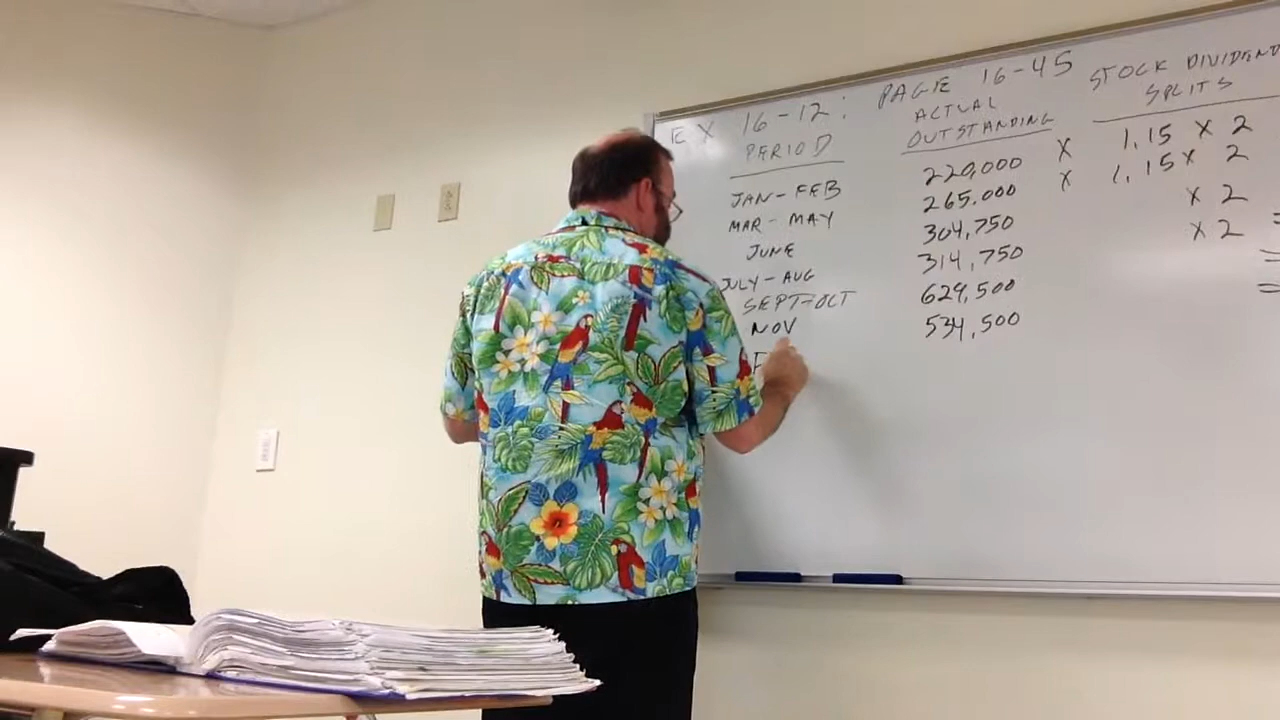 EX 16-12: PAGE 16-45
PERIOD ACTUAL OUTSTANDING STOCK DIVIDEND SPLITS
JAN-FEB 220,000 X 1.15 X 2
MAR-MAY 265,000 X 1.15 X 2
JUNE 304,750 X 2 =
JULY-AUG 314,750 X 2 =
SEPT-OCT 629,500 =
NOV 534,500